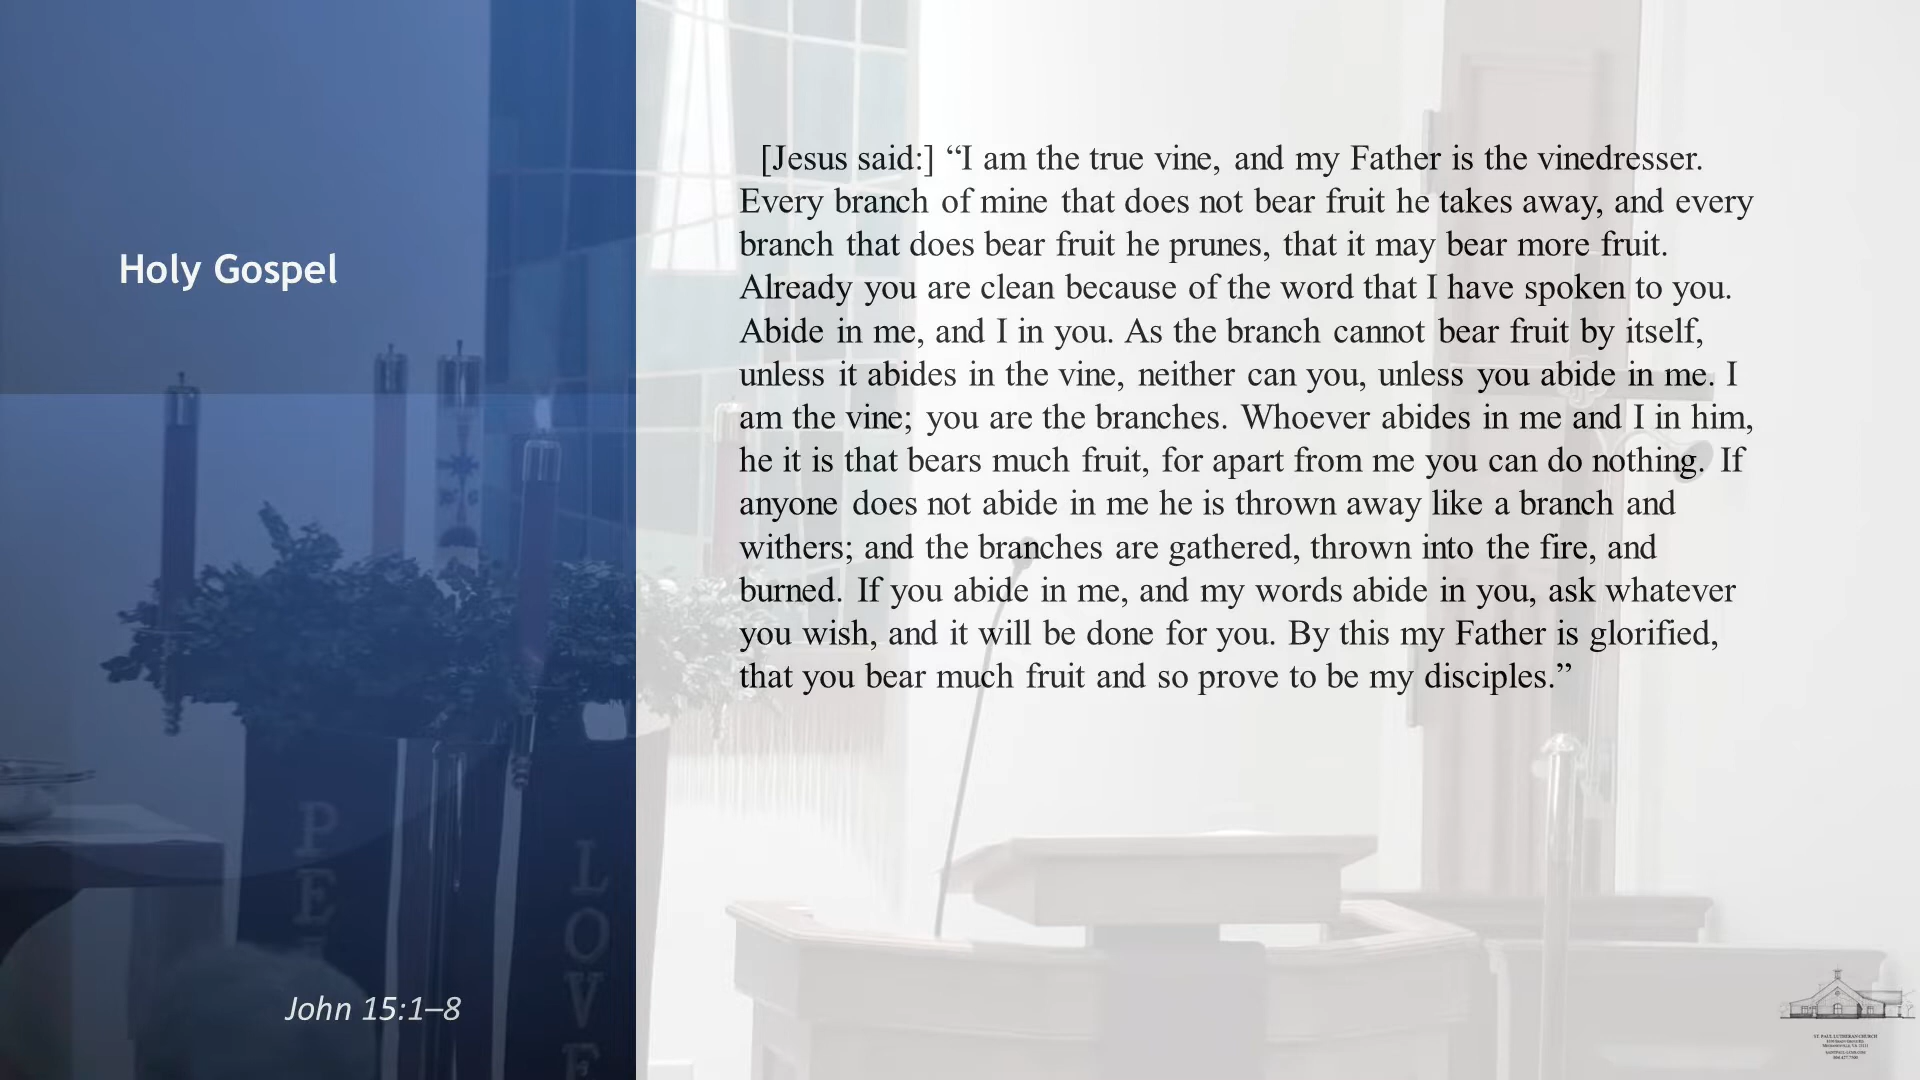 Holy Gospel
[Jesus said:] “I am the true vine, and my Father is the vinedresser.
Every branch of mine that does not bear fruit he takes away, and every
branch that does bear fruit he prunes, that it may bear more fruit.
Already you are clean because of the word that I have spoken to you.
Abide in me, and I in you. As the branch cannot bear fruit by itself,
unless it abides in the vine, neither can you, unless you abide in me. I
am the vine; you are the branches. Whoever abides in me and I in him,
he it is that bears much fruit, for apart from me you can do nothing. If
anyone does not abide in me he is thrown away like a branch and
withers; and the branches are gathered, thrown into the fire, and
burned. If you abide in me, and my words abide in you, ask whatever
you wish, and it will be done for you. By this my Father is glorified,
that you bear much fruit and so prove to be my disciples.”
John 15:1–8
PE
LOVE
ST. PAUL LUTHERAN CHURCH